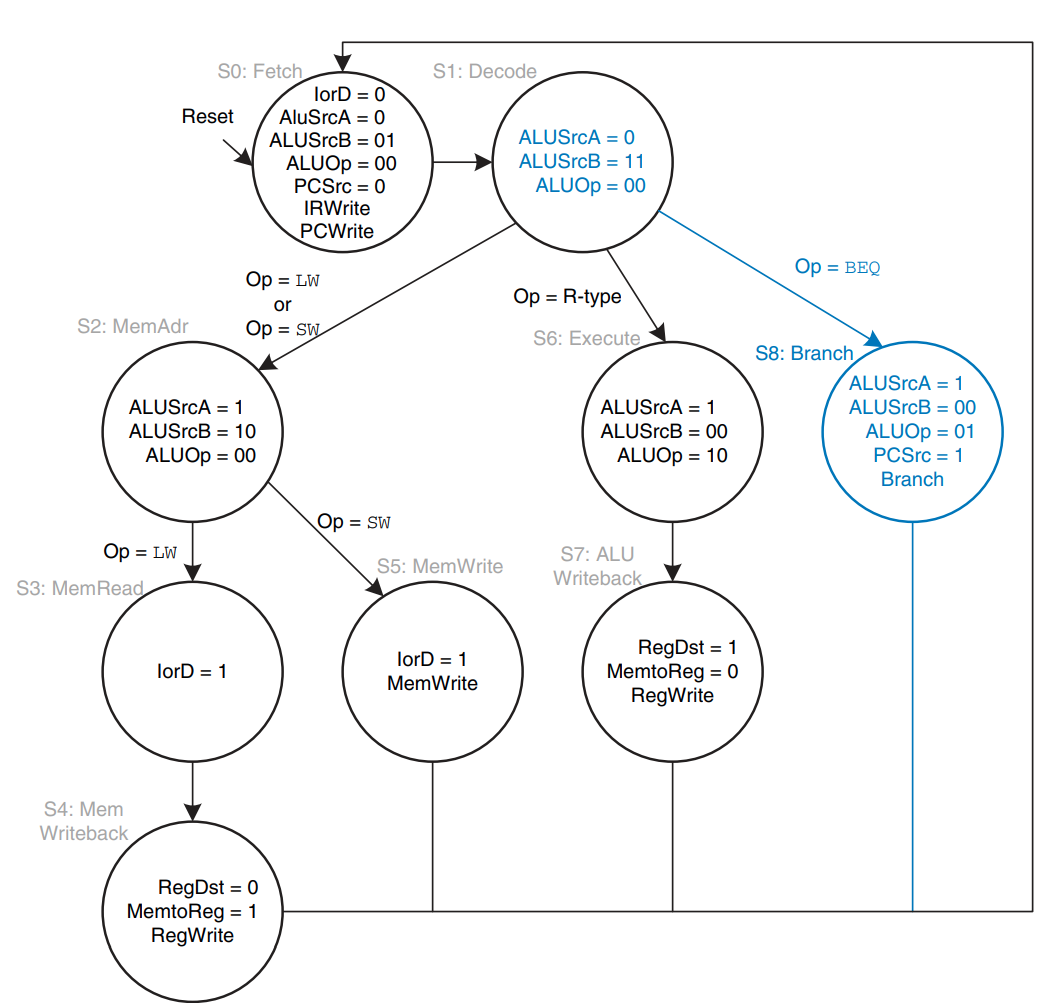 S0: Fetch
S1: Decode
Reset
IorD = 0
AluSrcA = 0
ALUSrcB = 01
ALUOp = 00
PCSrc = 0
IRWrite
PCWrite
ALUSrcA = 0
ALUSrcB = 11
ALUOp = 00
Op = LW
or
Op = SW
Op = R-type
Op = BEQ
S2: MemAdr
S6: Execute
S8: Branch
ALUSrcA = 1
ALUSrcB = 10
ALUOp = 00
ALUSrcA = 1
ALUSrcB = 00
ALUOp = 10
ALUSrcA = 1
ALUSrcB = 00
ALUOp = 01
PCSrc = 1
Branch
Op = LW
Op = SW
S3: MemRead
S5: MemWrite
S7: ALU
Writeback
IorD = 1
IorD = 1
MemWrite
RegDst = 1
MemtoReg = 0
RegWrite
S4: Mem
Writeback
RegDst = 0
MemtoReg = 1
RegWrite